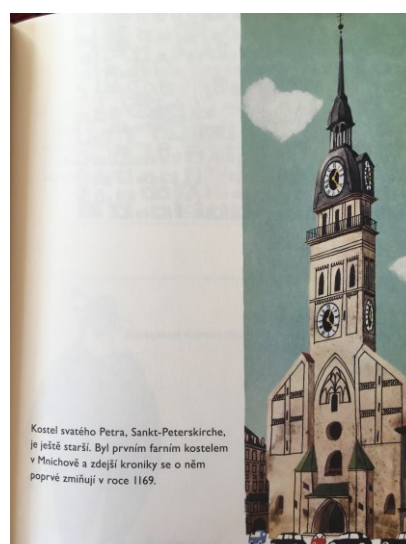 Kostel svatého Petra, Sankt-Peterskirche,
je ještě starší. Byl prvním farním kostelem
v Mnichově a zdejší kroniky se o něm
poprvé zmiňují v roce 1169.